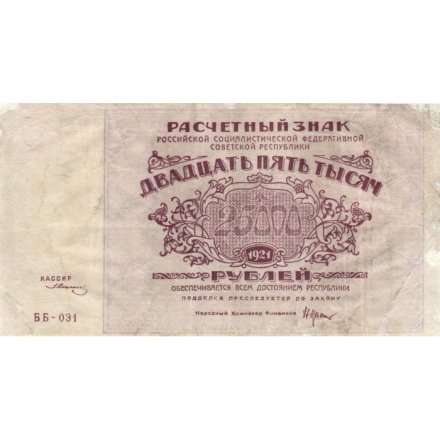 РАСЧЕТНЫЙ ЗНАК
РОССИЙСКОЙ СОЦИАЛИСТИЧЕСКОЙ ФЕДЕРАТИВНОЙ
СОВЕТСКОЙ РЕСПУБЛИКИ
ДВАДЦАТЬ ПЯТЬ ТЫСЯЧ
25000
1921
РУБЛЕЙ
ОБЕСПЕЧИВАЕТСЯ ВСЕМ ДОСТОЯНИЕМ РЕСПУБЛИКИ
ПОДДЕЛКА ПРЕСЛЕДУЕТСЯ ПО ЗАКОНУ
КАССИР
Народный Комиссар Финансов
ББ-031